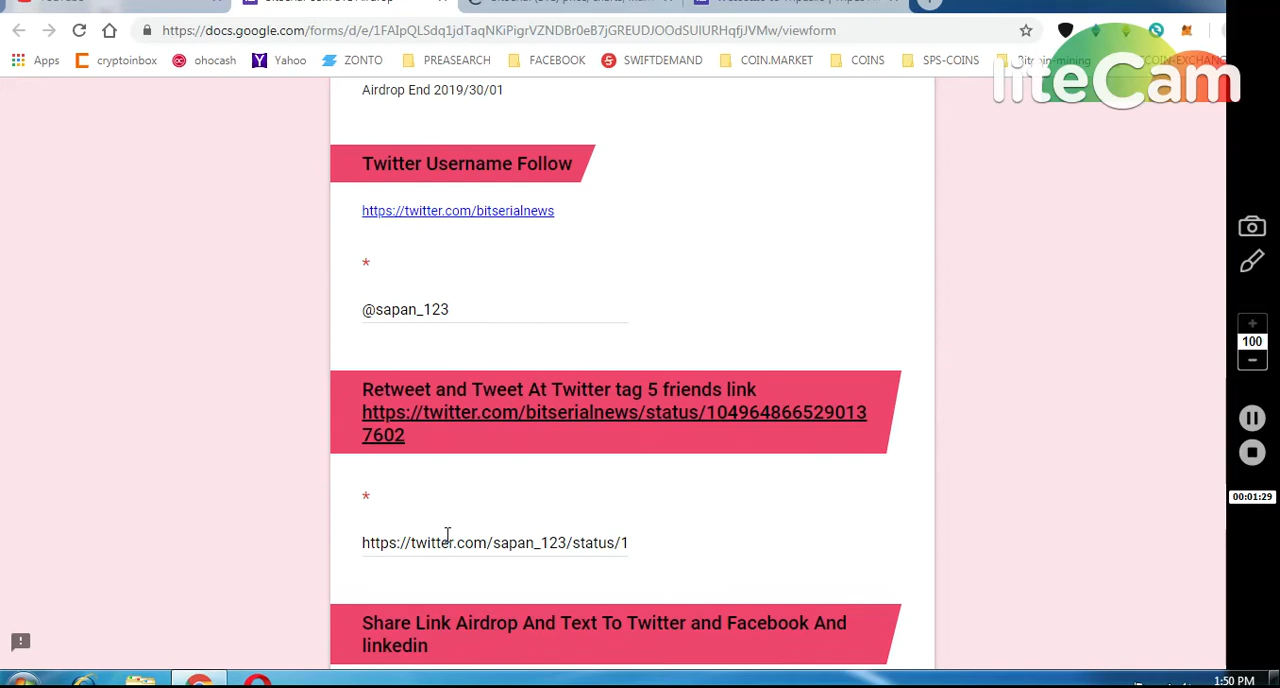 https://docs.google.com/forms/d/e/1FAIpQLSdq1jdTaqNKiPigrVZNDBr0eB7jGREUDJOOdSUIURHqfjJVMw/viewform
Apps cryptoinbox ohocash Yahoo ZONTO PREASEARCH FACEBOOK SWIFTDEMAND COIN.MARKET COINS SPS-COINS
liteCam
Airdrop End 2019/30/01
Twitter Username Follow
https://twitter.com/bitserialnews
*
@sapan_123
Retweet and Tweet At Twitter tag 5 friends link
https://twitter.com/bitserialnews/status/104964866529013
7602
*
https://twitter.com/sapan_123/status/1
Share Link Airdrop And Text To Twitter and Facebook And
linkedin
100
00:01:29
1:50 PM